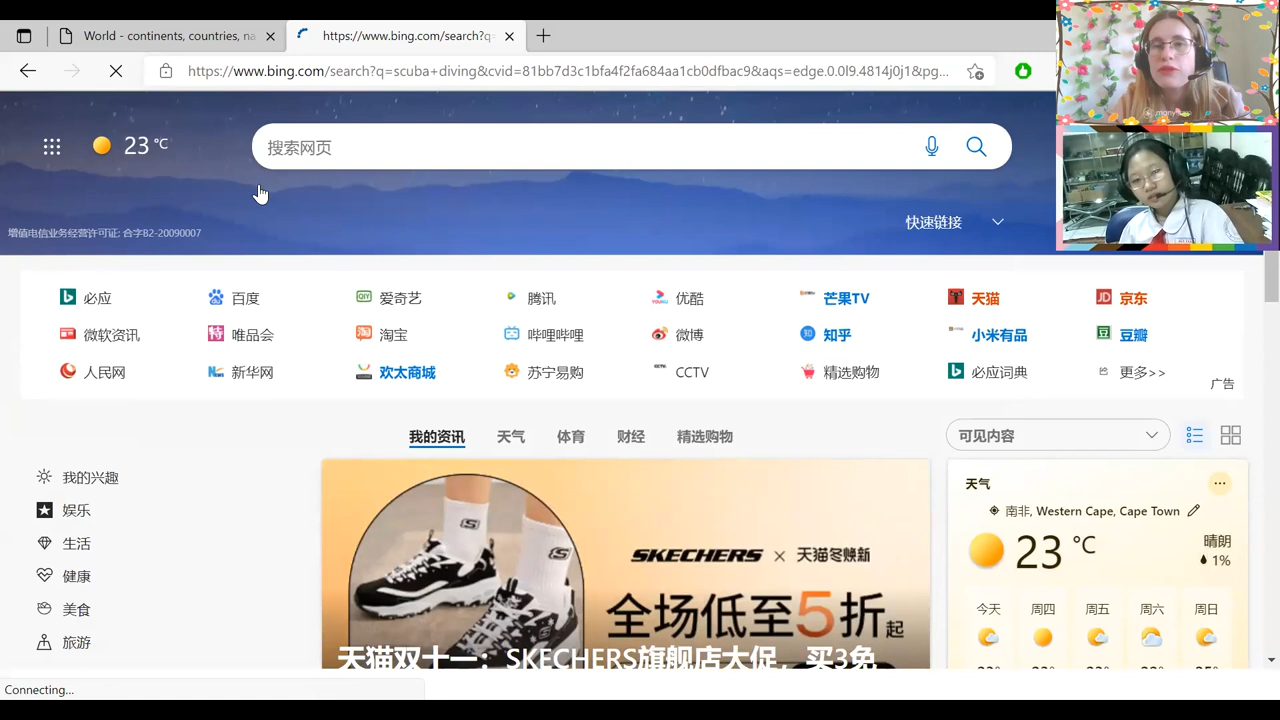 World - continents, countries, na
https://www.bing.com/search?q=
https://www.bing.com/search?q=scuba+diving&cvid=81bb7d3c1bfa4f2fa684aa1cb0dfbac9&aqs=edge.0.0l9.4814j0j1&pg...
23 °C
搜索网页
快速链接
增值电信业务经营许可证: 合字B2-20090007
必应 百度 爱奇艺 腾讯 优酷 芒果TV 天猫 京东
微软资讯 唯品会 淘宝 哔哩哔哩 微博 知乎 小米有品 豆瓣
人民网 新华网 欢太商城 苏宁易购 CCTV 精选购物 必应词典 更多>>
广告
我的资讯 天气 体育 财经 精选购物
可见内容
我的兴趣
娱乐
生活
健康
美食
旅游
SKECHERS × 天猫冬焕新
全场低至5折起
天猫双十一：SKECHERS旗舰店大促，买3免
天气
南非, Western Cape, Cape Town
23 °C
晴朗
1%
今天 周四 周五 周六 周日
Connecting...